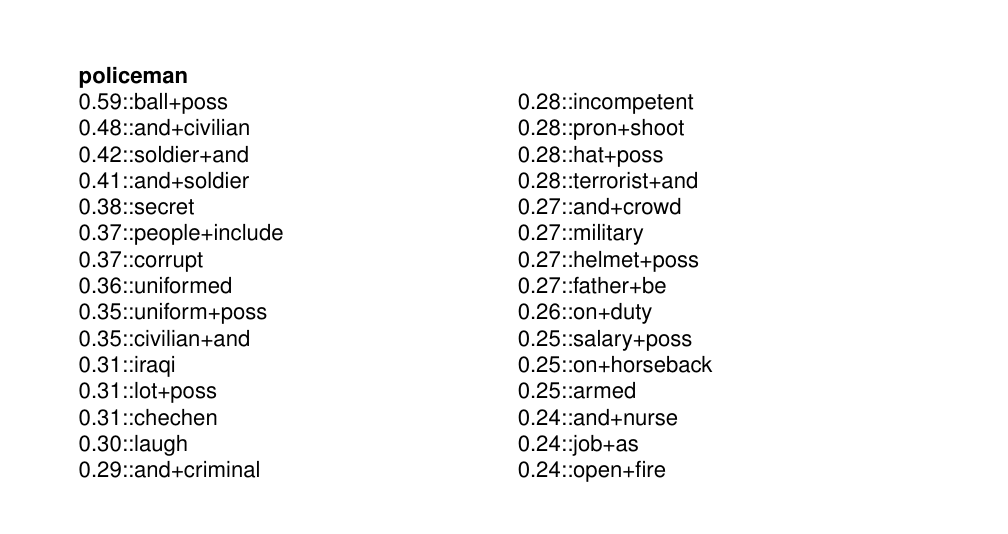 policeman
0.59::ball+poss
0.48::and+civilian
0.42::soldier+and
0.41::and+soldier
0.38::secret
0.37::people+include
0.37::corrupt
0.36::uniformed
0.35::uniform+poss
0.35::civilian+and
0.31::iraqi
0.31::lot+poss
0.31::chechen
0.30::laugh
0.29::and+criminal
0.28::incompetent
0.28::pron+shoot
0.28::hat+poss
0.28::terrorist+and
0.27::and+crowd
0.27::military
0.27::helmet+poss
0.27::father+be
0.26::on+duty
0.25::salary+poss
0.25::on+horseback
0.25::armed
0.24::and+nurse
0.24::job+as
0.24::open+fire